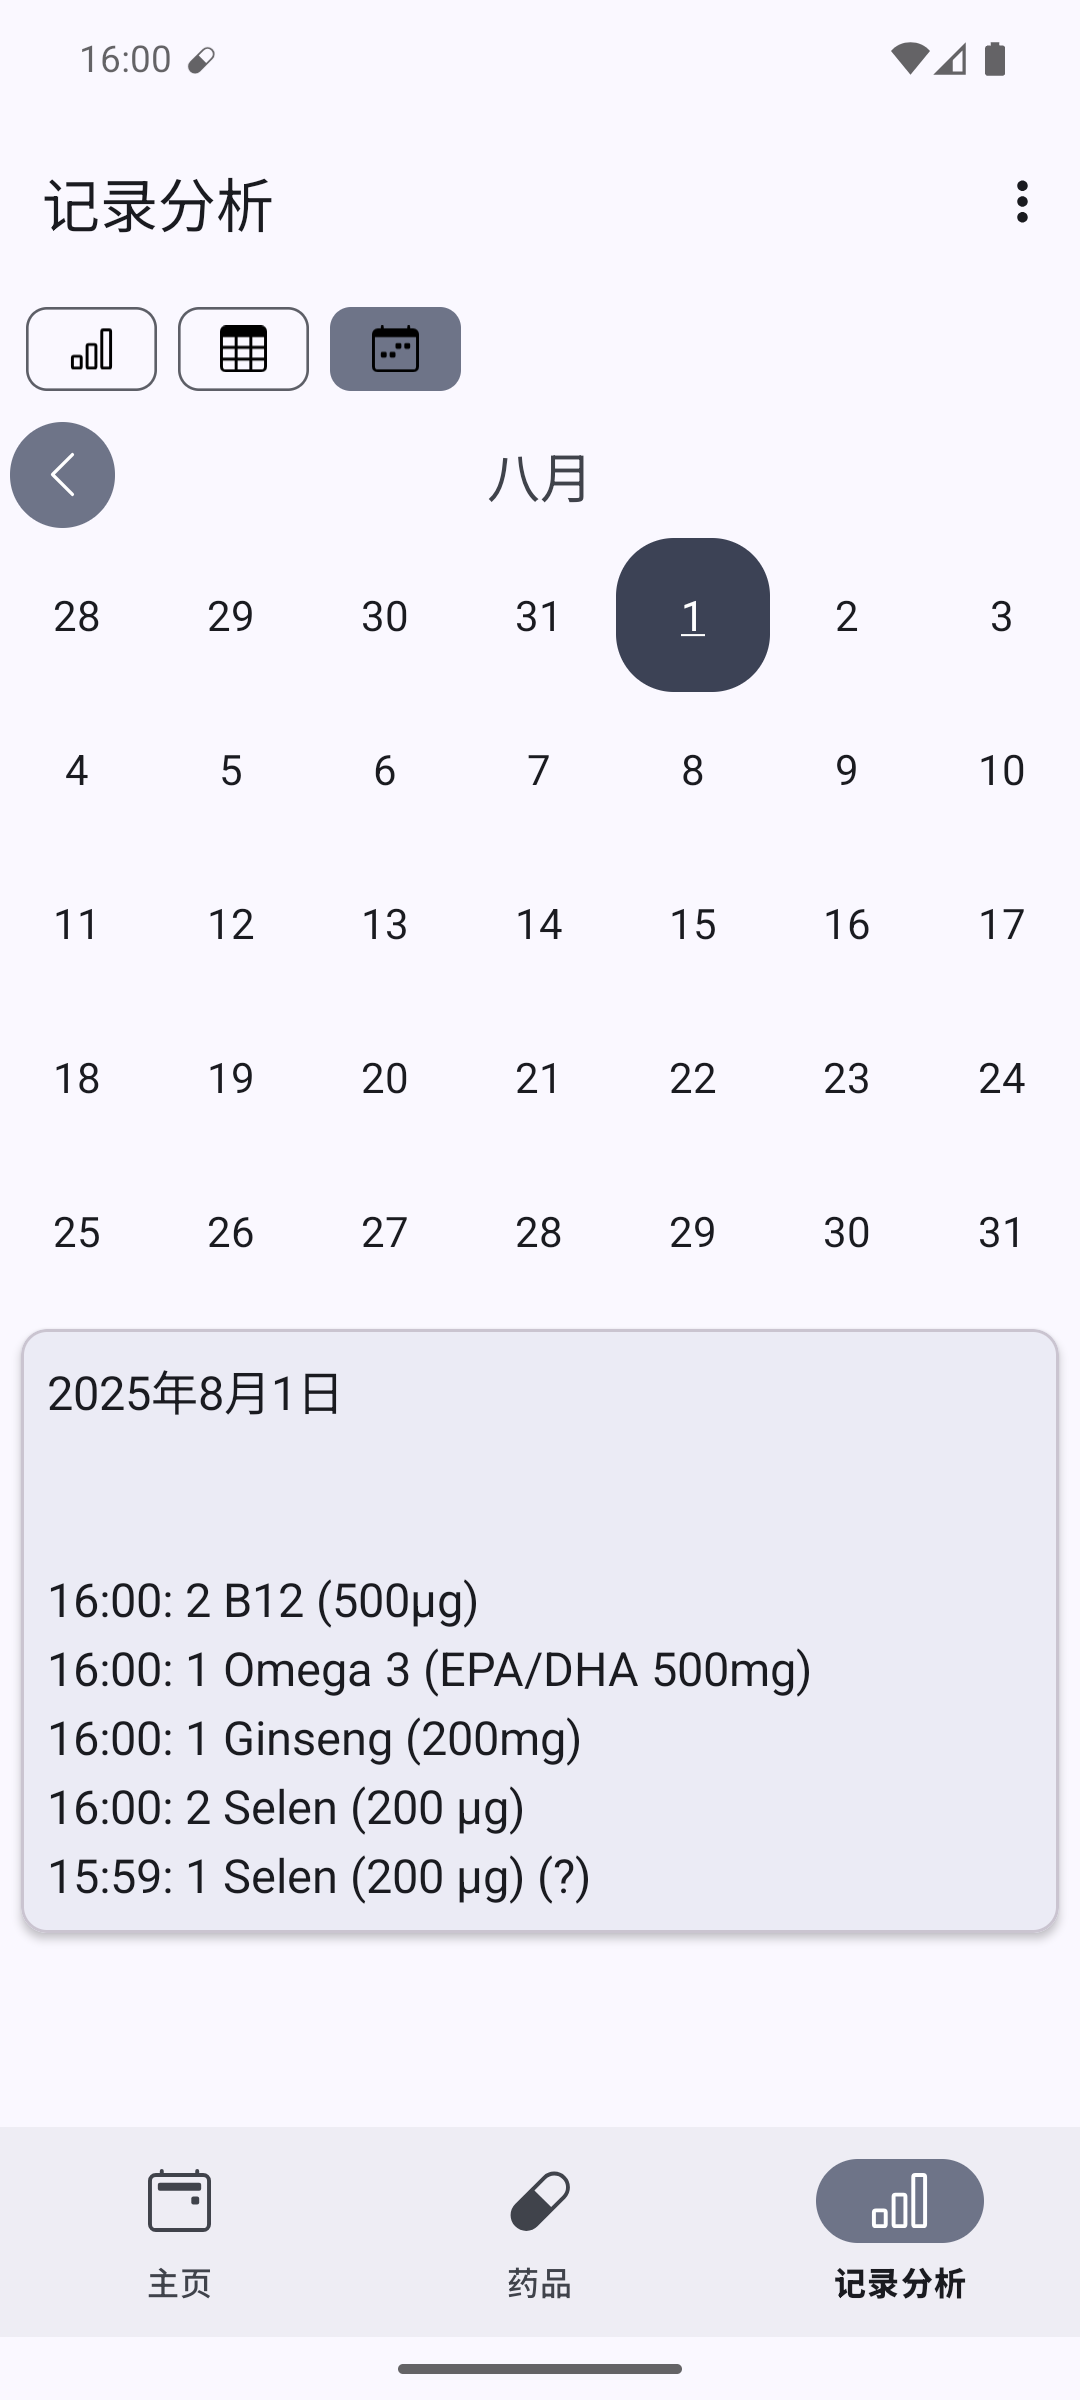 16:00
记录分析
八月
28 29 30 31 1 2 3
4 5 6 7 8 9 10
11 12 13 14 15 16 17
18 19 20 21 22 23 24
25 26 27 28 29 30 31
2025年8月1日
16:00: 2 B12 (500µg)
16:00: 1 Omega 3 (EPA/DHA 500mg)
16:00: 1 Ginseng (200mg)
16:00: 2 Selen (200 µg)
15:59: 1 Selen (200 µg) (?)
主页 药品 记录分析